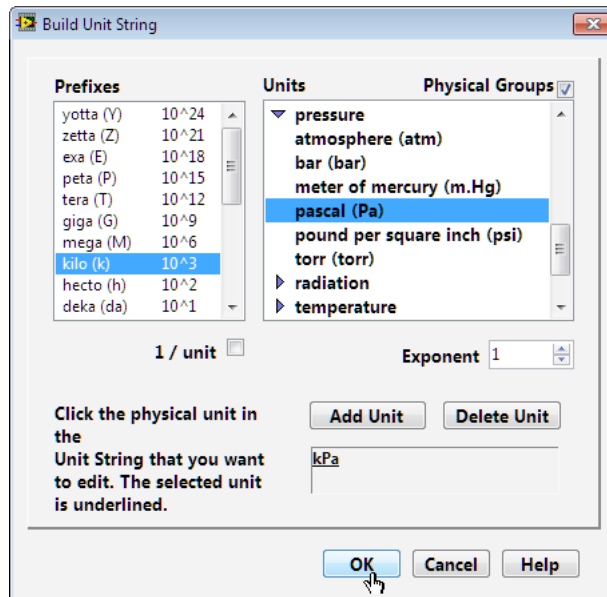 Build Unit String
Prefixes
yotta (Y) 10^24
zetta (Z) 10^21
exa (E) 10^18
peta (P) 10^15
tera (T) 10^12
giga (G) 10^9
mega (M) 10^6
kilo (k) 10^3
hecto (h) 10^2
deka (da) 10^1
Units Physical Groups
pressure
atmosphere (atm)
bar (bar)
meter of mercury (m.Hg)
pascal (Pa)
pound per square inch (psi)
torr (torr)
radiation
temperature
1 / unit
Exponent 1
Click the physical unit in
the
Unit String that you want
to edit. The selected unit
is underlined.
Add Unit Delete Unit
kPa
OK Cancel Help